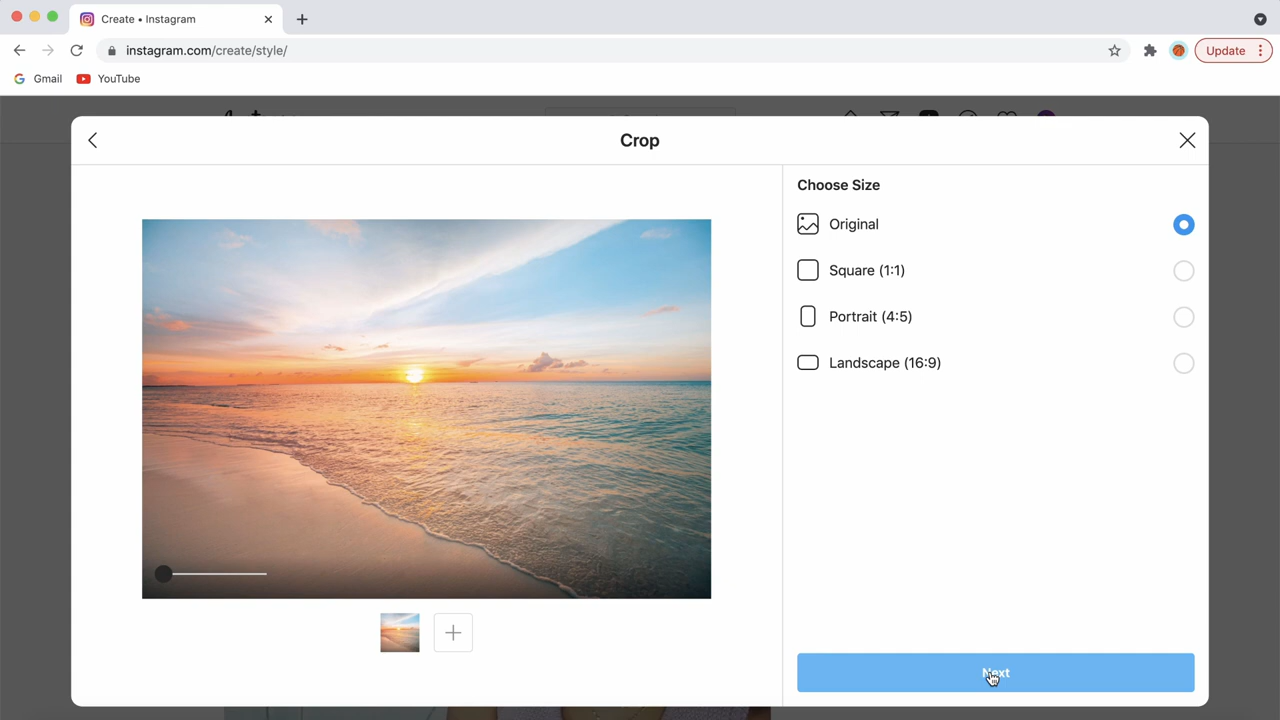 Create • Instagram
instagram.com/create/style/
Update
Gmail
YouTube
Crop
Choose Size
Original
Square (1:1)
Portrait (4:5)
Landscape (16:9)
Next